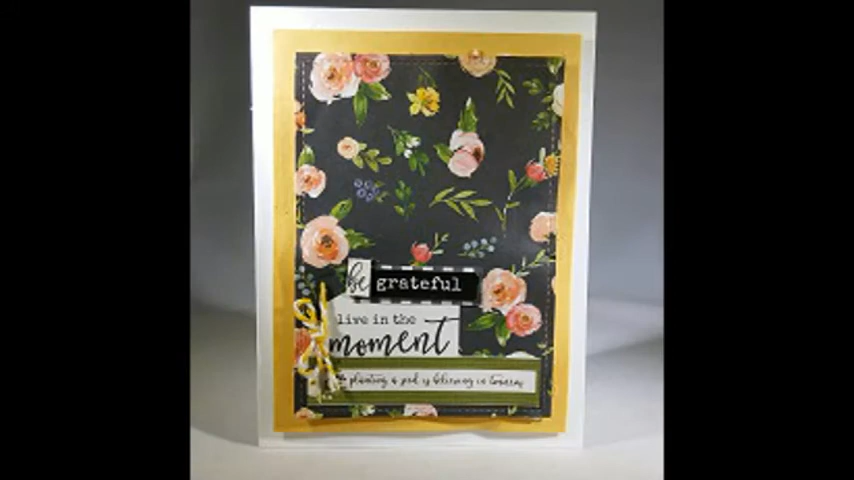 be grateful
live in the
moment
planting a seed is believing in tomorrow